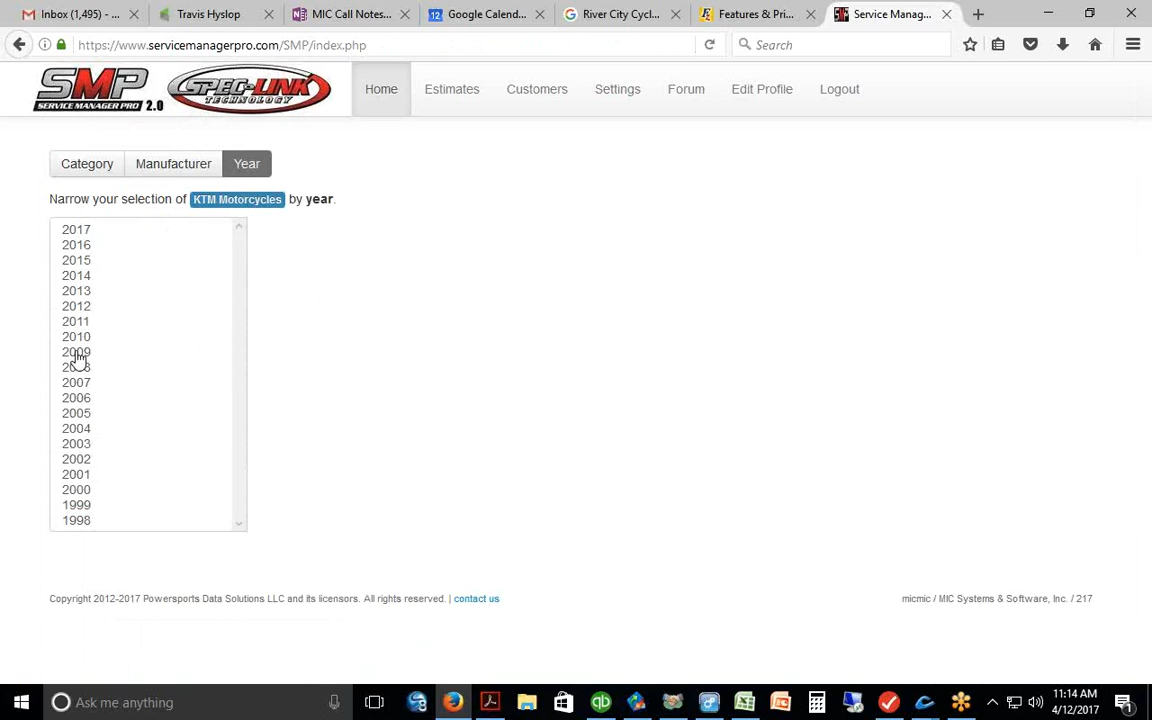 Inbox (1,495) - ...
Travis Hyslop
MIC Call Notes...
Google Calend...
River City Cycl...
Features & Pri...
Service Manag...
https://www.servicemanagerpro.com/SMP/index.php
Search
SMP
SERVICE MANAGER PRO 2.0
SPEC-LINK
TECHNOLOGY
Home
Estimates
Customers
Settings
Forum
Edit Profile
Logout
Category
Manufacturer
Year
Narrow your selection of KTM Motorcycles by year.
2017
2016
2015
2014
2013
2012
2011
2010
2009
2008
2007
2006
2005
2004
2003
2002
2001
2000
1999
1998
Copyright 2012-2017 Powersports Data Solutions LLC and its licensors. All rights reserved. | contact us
micmic / MIC Systems & Software, Inc. / 217
Ask me anything
11:14 AM
4/12/2017